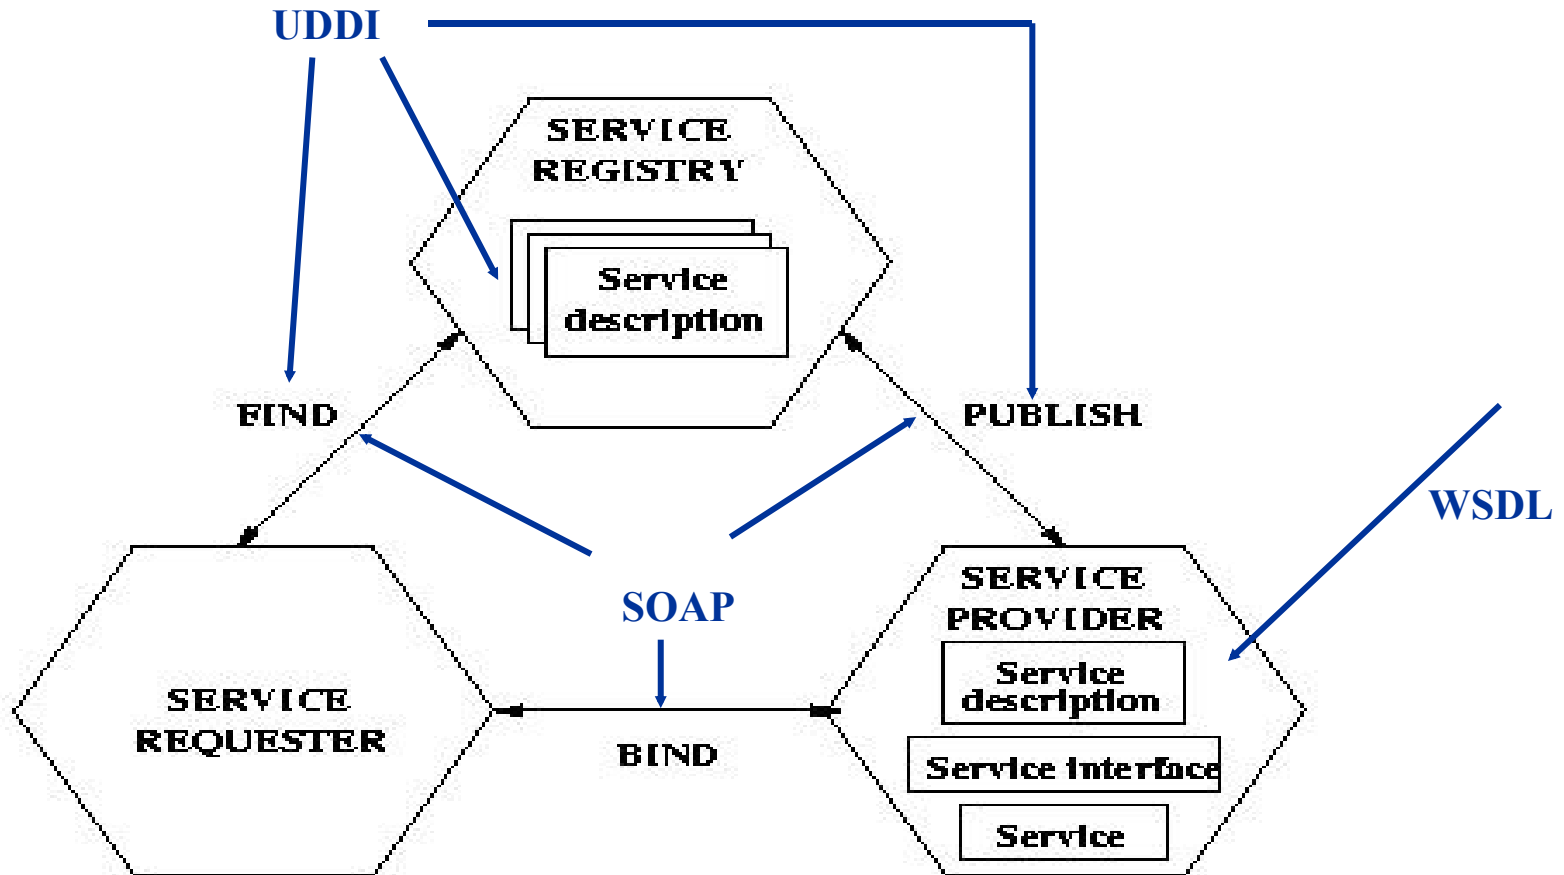 UDDI
SERVICE
REGISTRY
Service
description
FIND
PUBLISH
WSDL
SOAP
SERVICE
REQUESTER
BIND
SERVICE
PROVIDER
Service
description
Service interface
Service